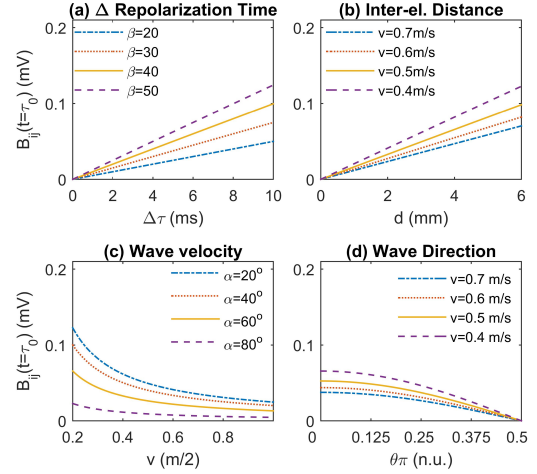 (a) Δ Repolarization Time
(b) Inter-el. Distance
B_ij(t=τ_0) (mV)
0.2
0.1
0
β=20
β=30
β=40
β=50
0 2 4 6 8 10
Δτ (ms)
0.2
0.1
0
v=0.7m/s
v=0.6m/s
v=0.5m/s
v=0.4m/s
0 2 4 6
d (mm)
(c) Wave velocity
(d) Wave Direction
B_ij(t=τ_0) (mV)
0.2
0.1
0
α=20°
α=40°
α=60°
α=80°
0.2 0.4 0.6 0.8
v (m/2)
0.2
0.1
0
v=0.7 m/s
v=0.6 m/s
v=0.5 m/s
v=0.4 m/s
0.125 0.25 0.375 0.5
θπ (n.u.)